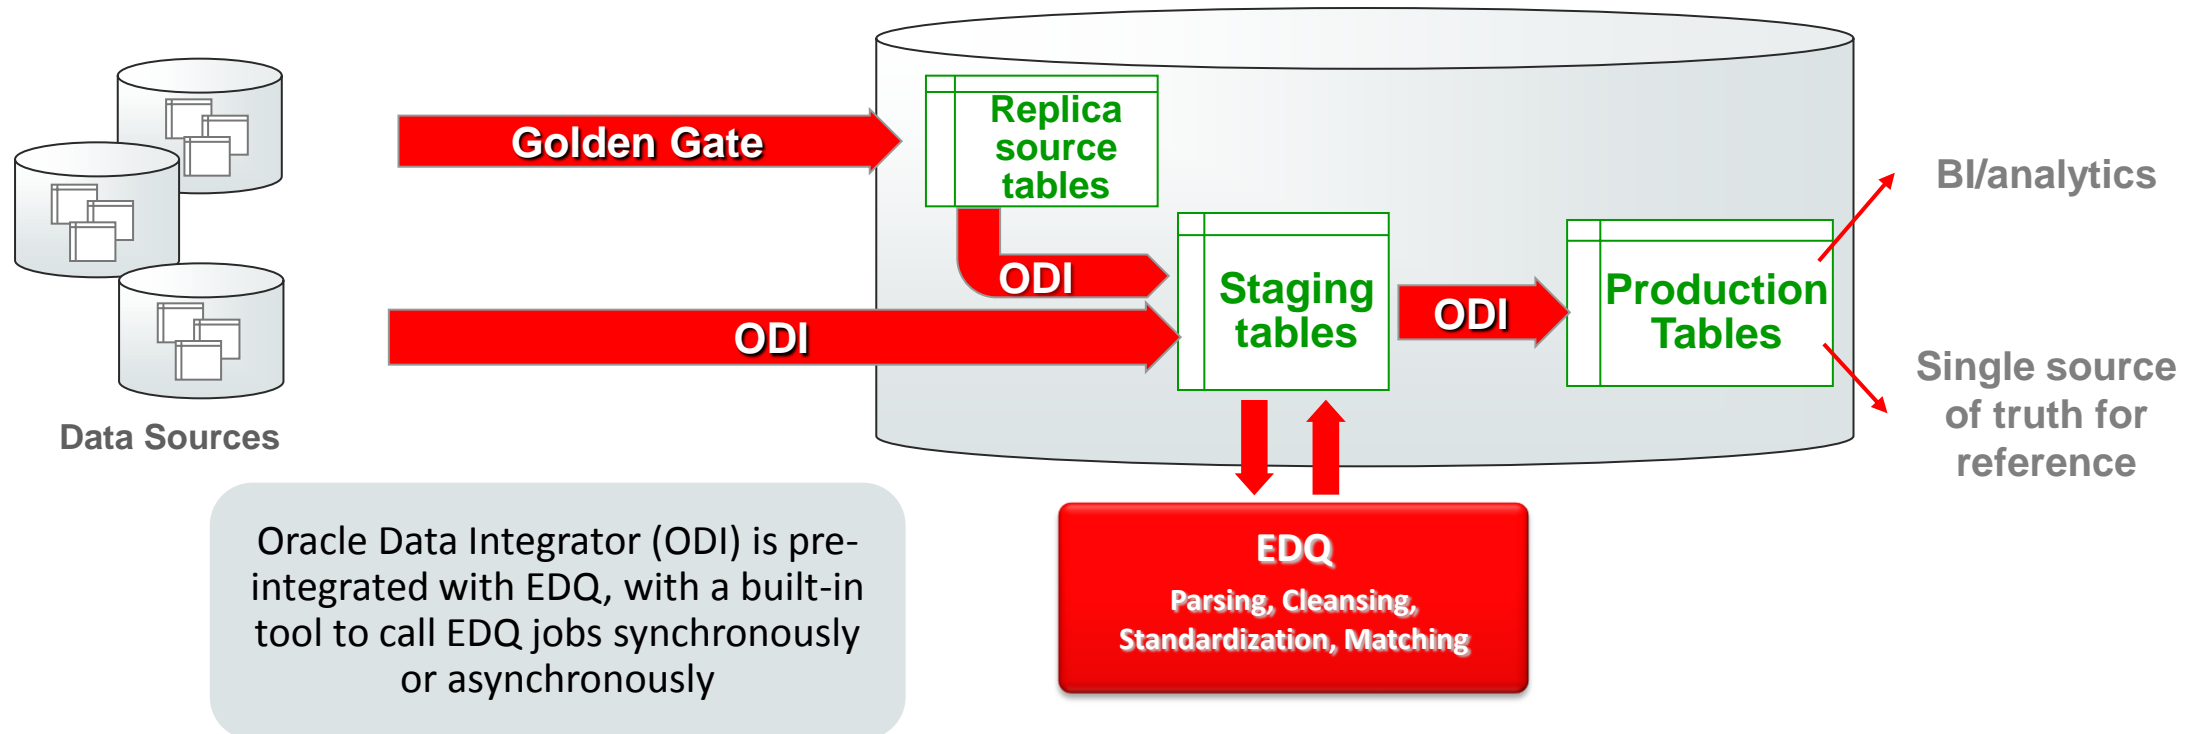 Golden Gate
Replica
source
tables
ODI
ODI
Staging
tables
ODI
Production
Tables
BI/analytics
Single source
of truth for
reference
Data Sources
Oracle Data Integrator (ODI) is pre-
integrated with EDQ, with a built-in
tool to call EDQ jobs synchronously
or asynchronously
EDQ
Parsing, Cleansing,
Standardization, Matching